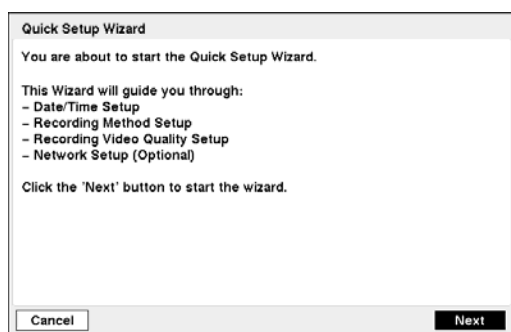 Quick Setup Wizard
You are about to start the Quick Setup Wizard.
This Wizard will guide you through:
– Date/Time Setup
– Recording Method Setup
– Recording Video Quality Setup
– Network Setup (Optional)
Click the 'Next' button to start the wizard.
Cancel
Next